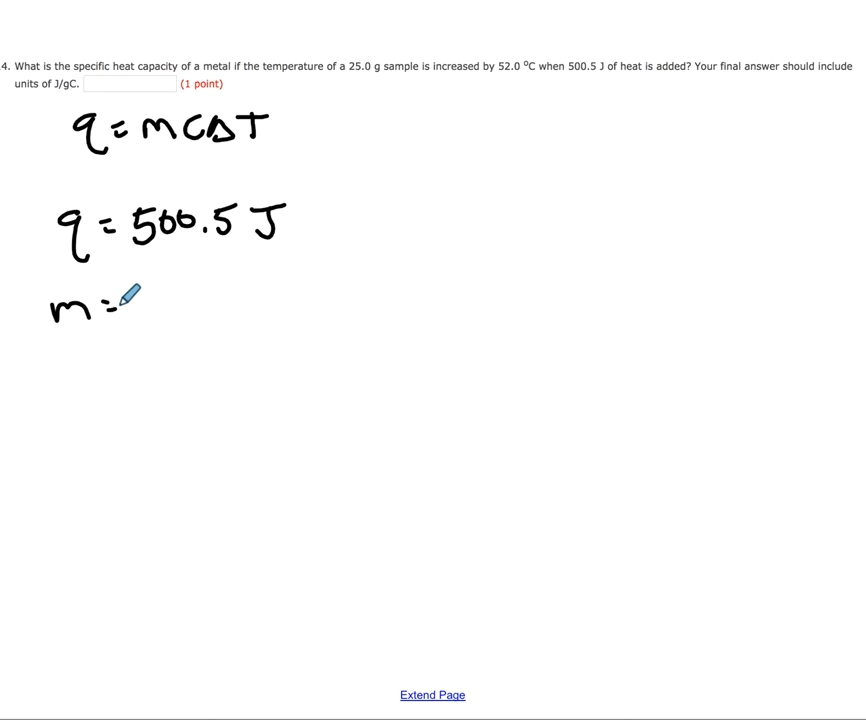 4. What is the specific heat capacity of a metal if the temperature of a 25.0 g sample is increased by 52.0 ⁰C when 500.5 J of heat is added? Your final answer should include
units of J/gC. (1 point)
q = mCΔT
q = 500.5 J
m =
Extend Page